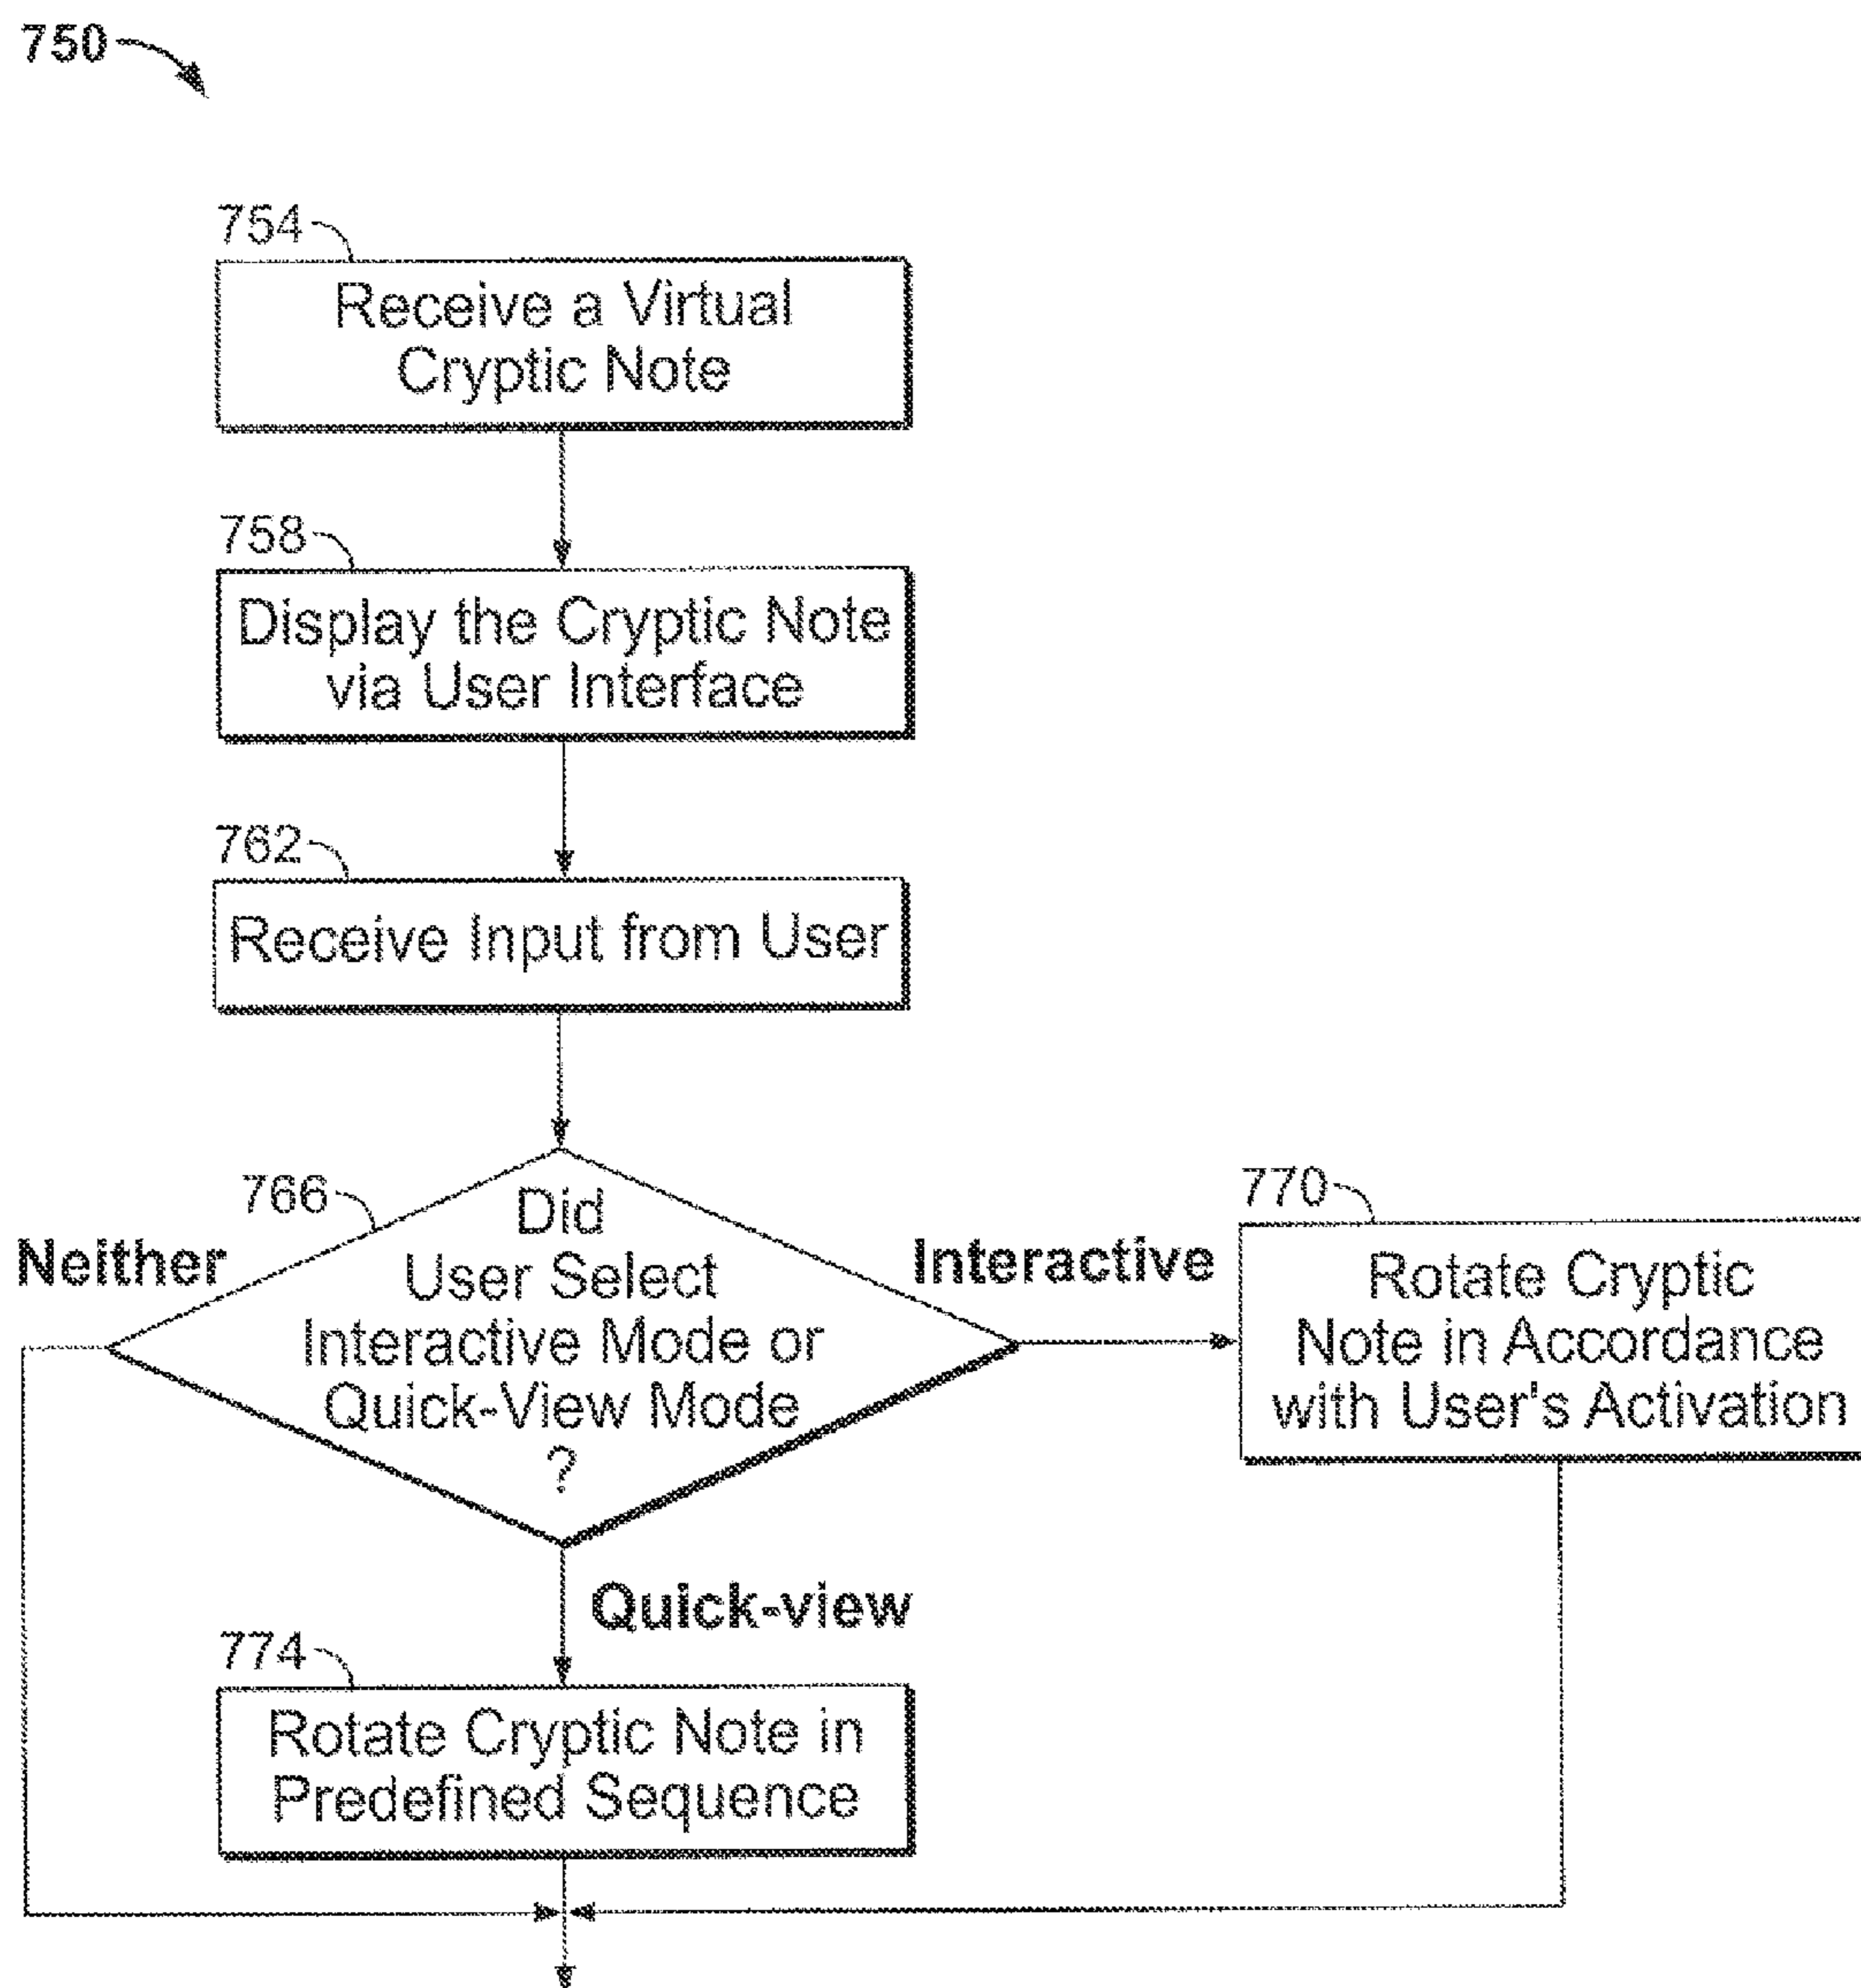 750
754
Receive a Virtual
Cryptic Note
758
Display the Cryptic Note
via User Interface
762
Receive Input from User
766
Did
User Select
Interactive Mode or
Quick-View Mode
?
Neither
Interactive
770
Rotate Cryptic
Note in Accordance
with User's Activation
Quick-view
774
Rotate Cryptic Note in
Predefined Sequence